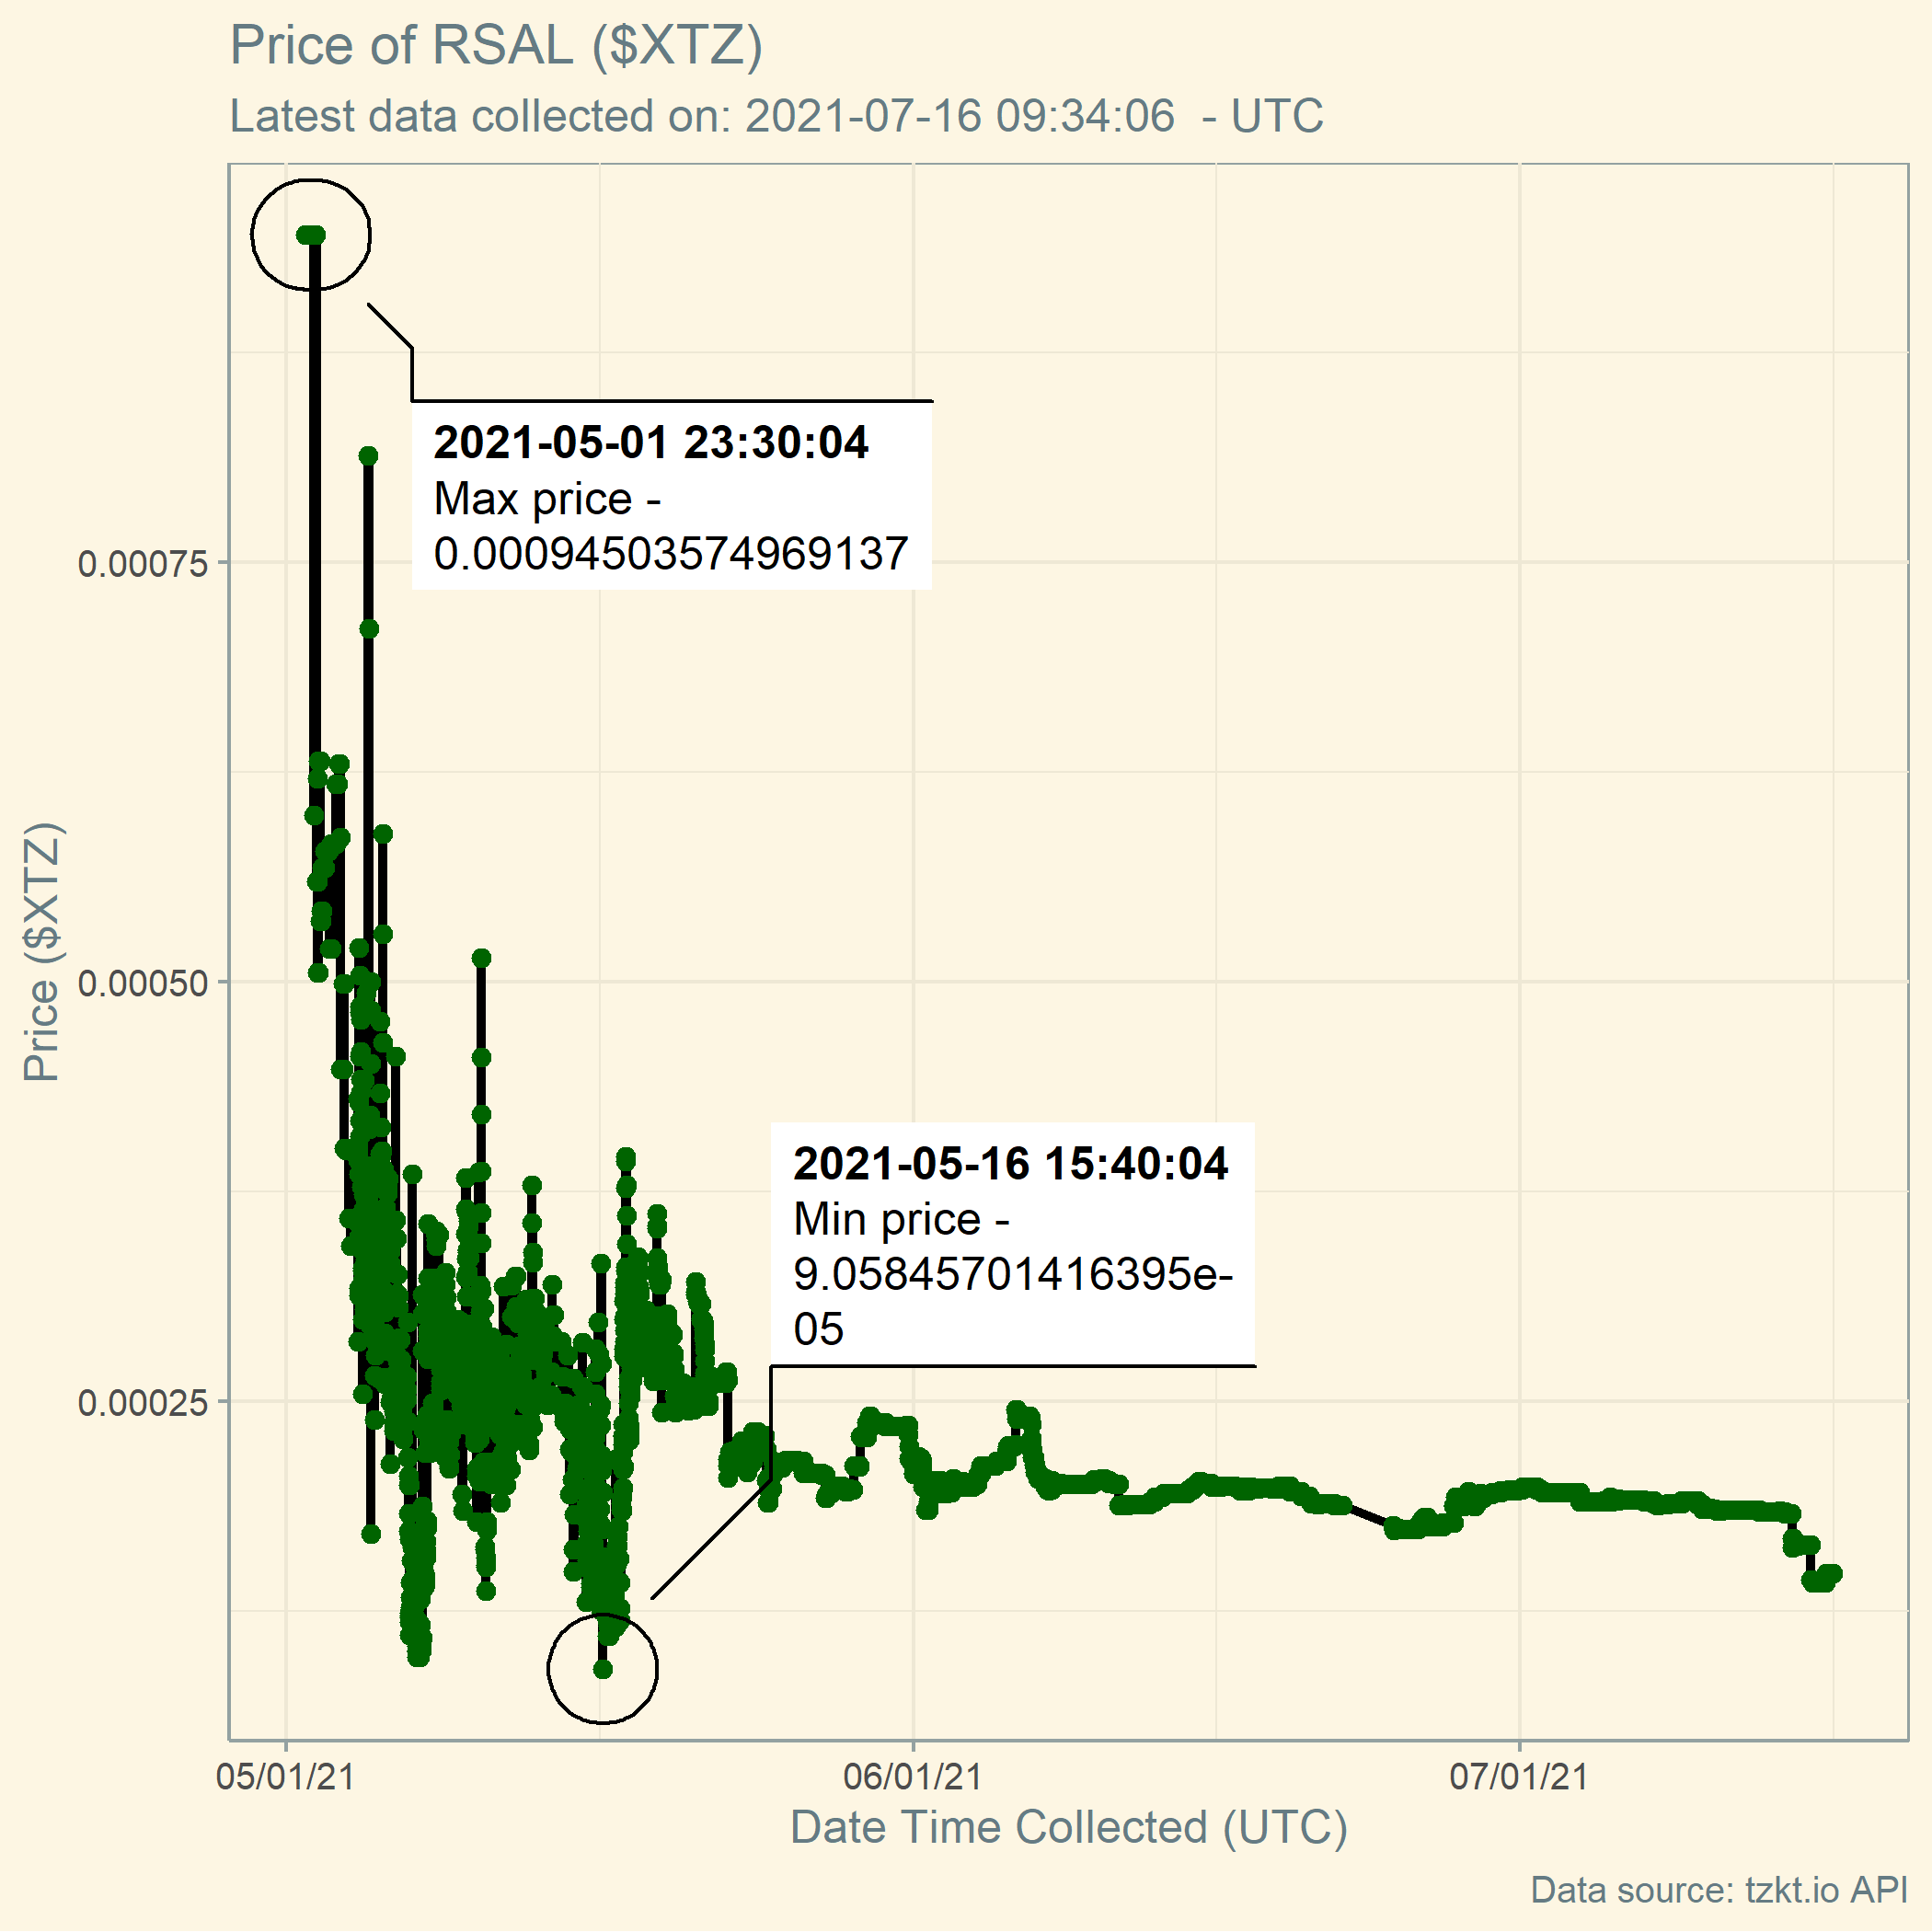 Price of RSAL ($XTZ)
Latest data collected on: 2021-07-16 09:34:06  - UTC
2021-05-01 23:30:04
Max price -
0.00094503574969137
0.00075
Price ($XTZ)
0.00050
2021-05-16 15:40:04
Min price -
9.05845701416395e-
05
0.00025
05/01/21
06/01/21
07/01/21
Date Time Collected (UTC)
Data source: tzkt.io API